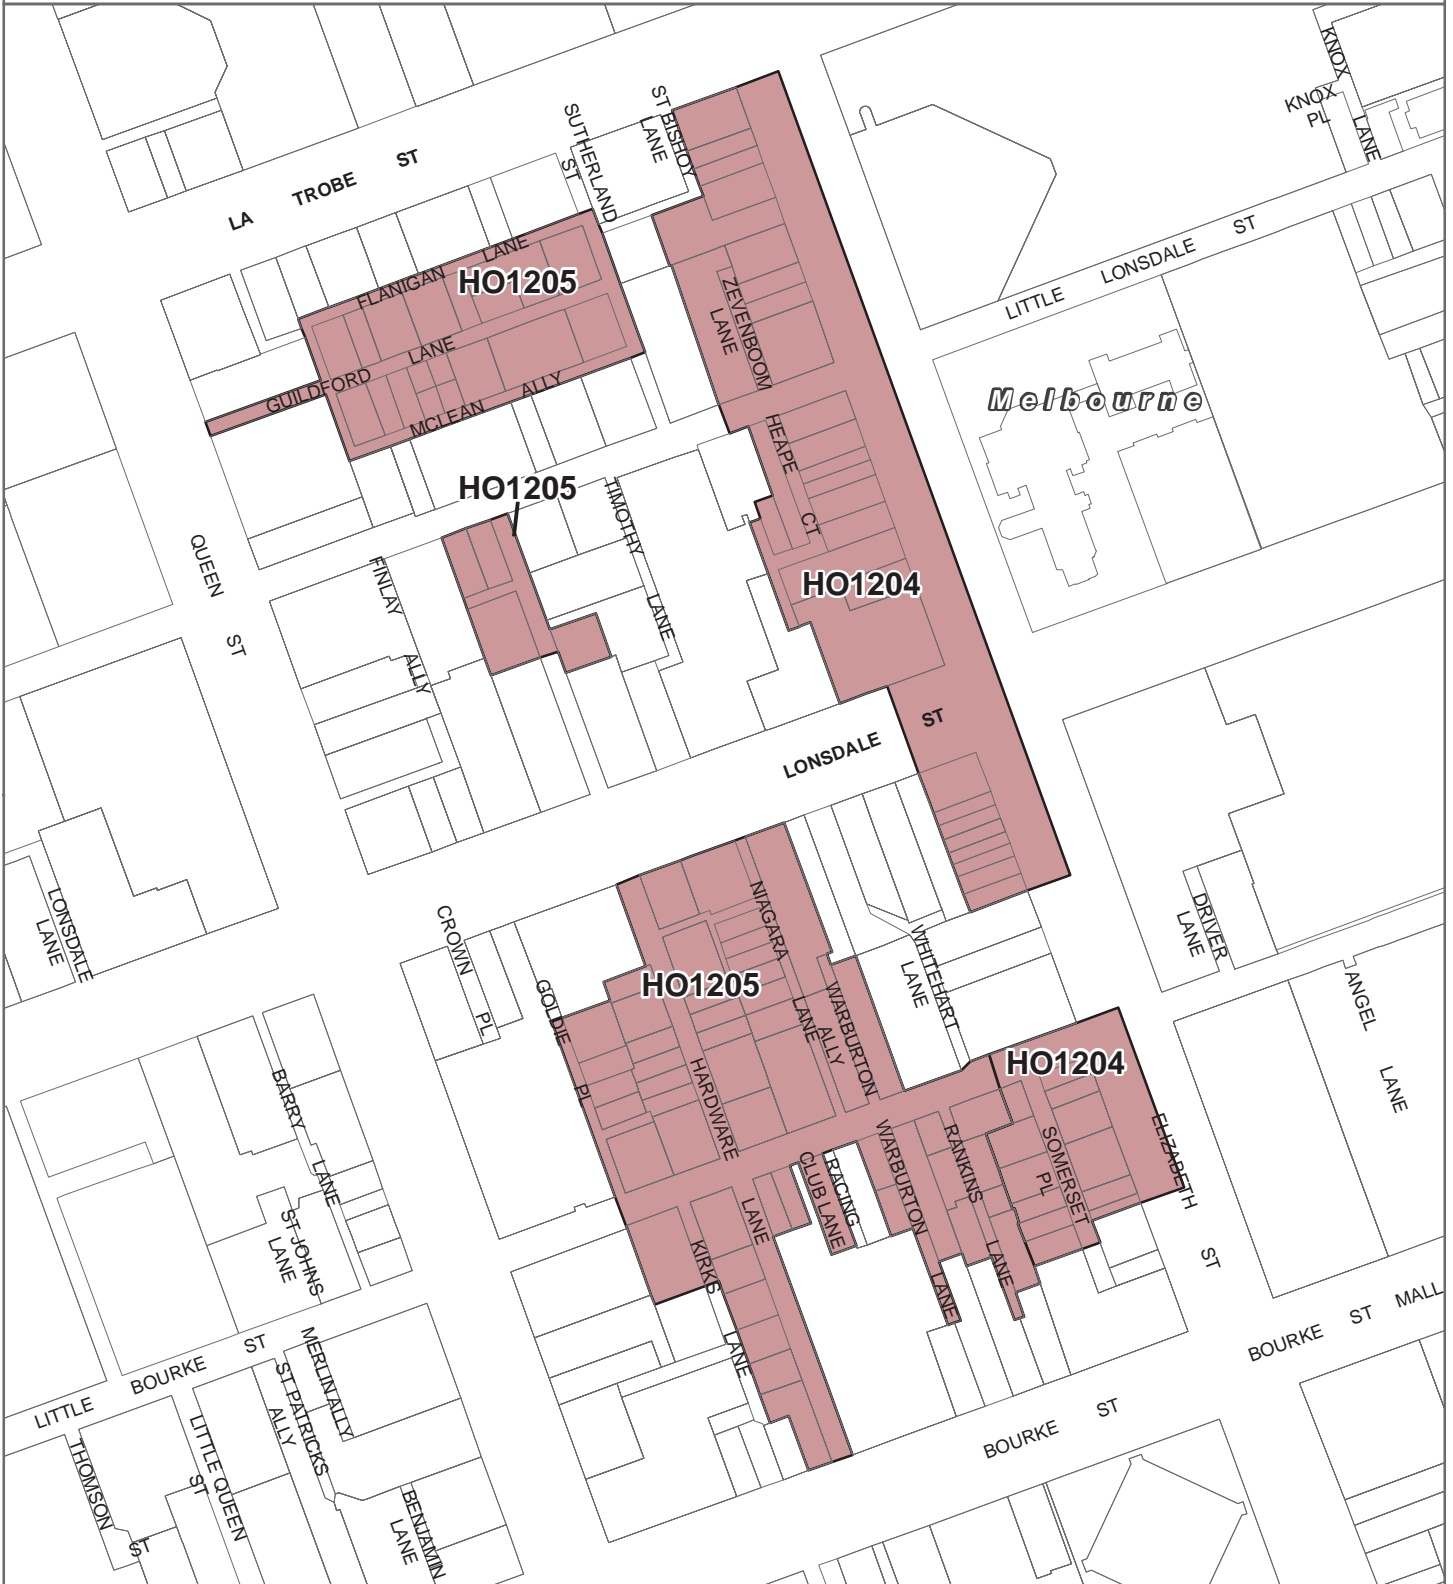 KNOX
LANE
KNOX
PL
ST BISHOY
LANE
SUTHERLAND
ST
LA TROBE ST
LITTLE LONSDALE ST
FLANIGAN LANE
HO1205
ZEVENBOOM
LANE
GUILDFORD LANE
MCLEAN ALLY
Melbourne
HEAPE CT
HO1205
TIMOTHY LANE
QUEEN ST
FINLAY ALLY
HO1204
LONSDALE ST
LONSDALE
LANE
CROWN PL
NIAGARA LANE
DRIVER
LANE
WHITEHART
LANE
HO1205
GOLDIE PL
WARBURTON
ALLY
ANGEL LANE
HO1204
HARDWARE LANE
BARRY LANE
WARBURTON LANE
RANKINS LANE
SOMERSET
PL
ELIZABETH ST
RACING
CLUB LANE
ST JOHNS
LANE
KIRKS LANE
LITTLE BOURKE ST
MERLIN ALLY
ST PATRICKS
ALLY
BOURKE ST MALL
BOURKE ST
LITTLE QUEEN
ST
THOMSON
ST
BENJAMIN
LANE